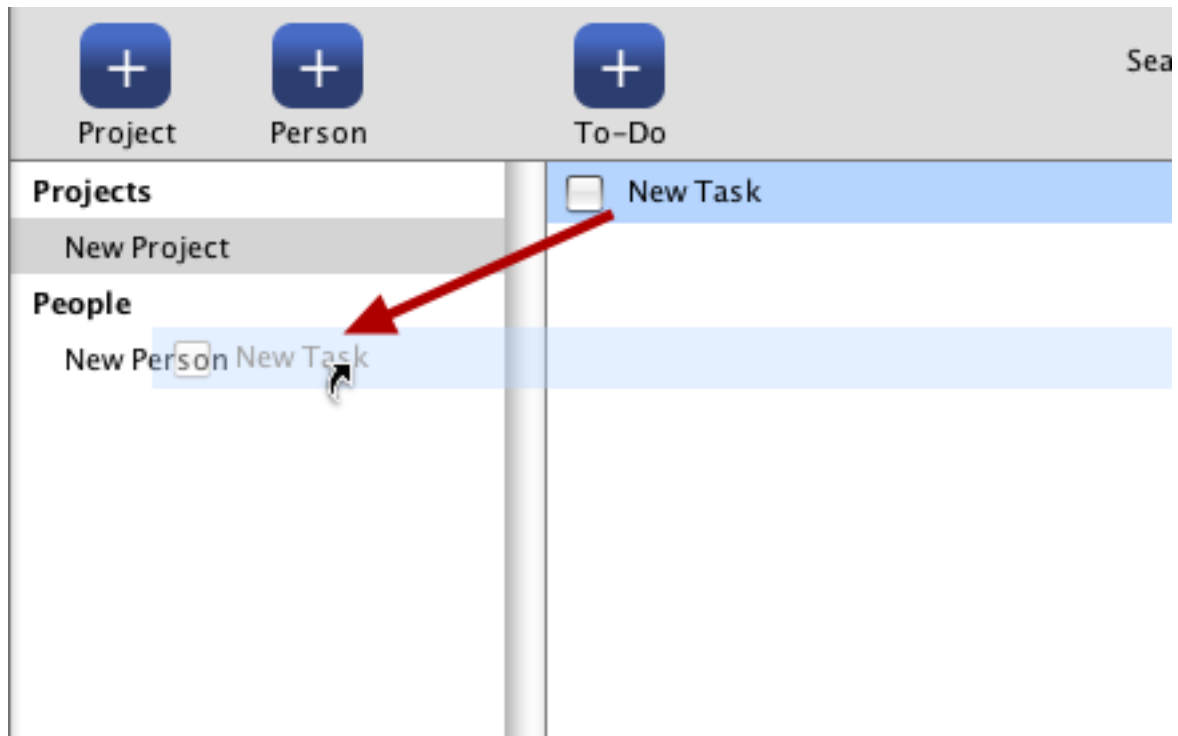 Project Person To-Do Sea
Projects
New Task
New Project
People
New Person New Task